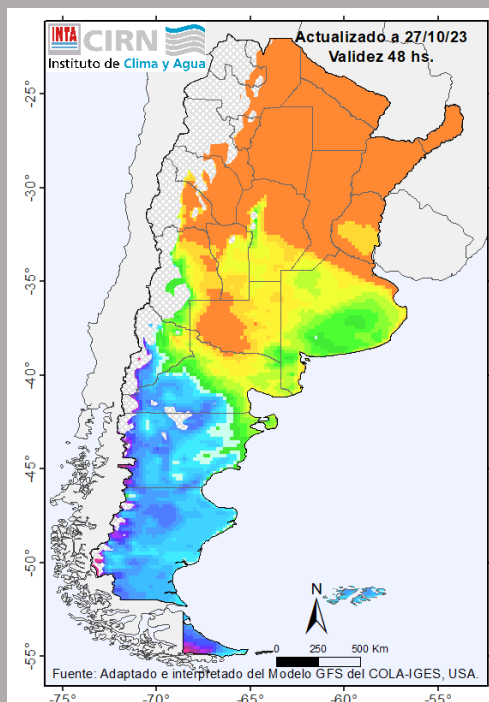 INTA CIRN
Instituto de Clima y Agua
Actualizado a 27/10/23
Validez 48 hs.
-25°
-30°
-35°
-40°
-45°
-50°
-55°
N
0 250 500 Km
Fuente: Adaptado e interpretado del Modelo GFS del COLA-IGES, USA.
-75° -70° -65° -60° -55°